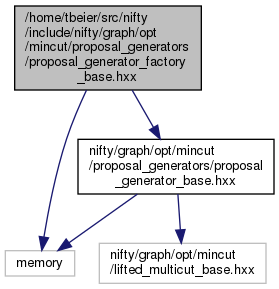 /home/tbeier/src/nifty
/include/nifty/graph/opt
/mincut/proposal_generators
/proposal_generator_factory
_base.hxx
nifty/graph/opt/mincut
/proposal_generators/proposal
_generator_base.hxx
memory
nifty/graph/opt/mincut
/lifted_multicut_base.hxx